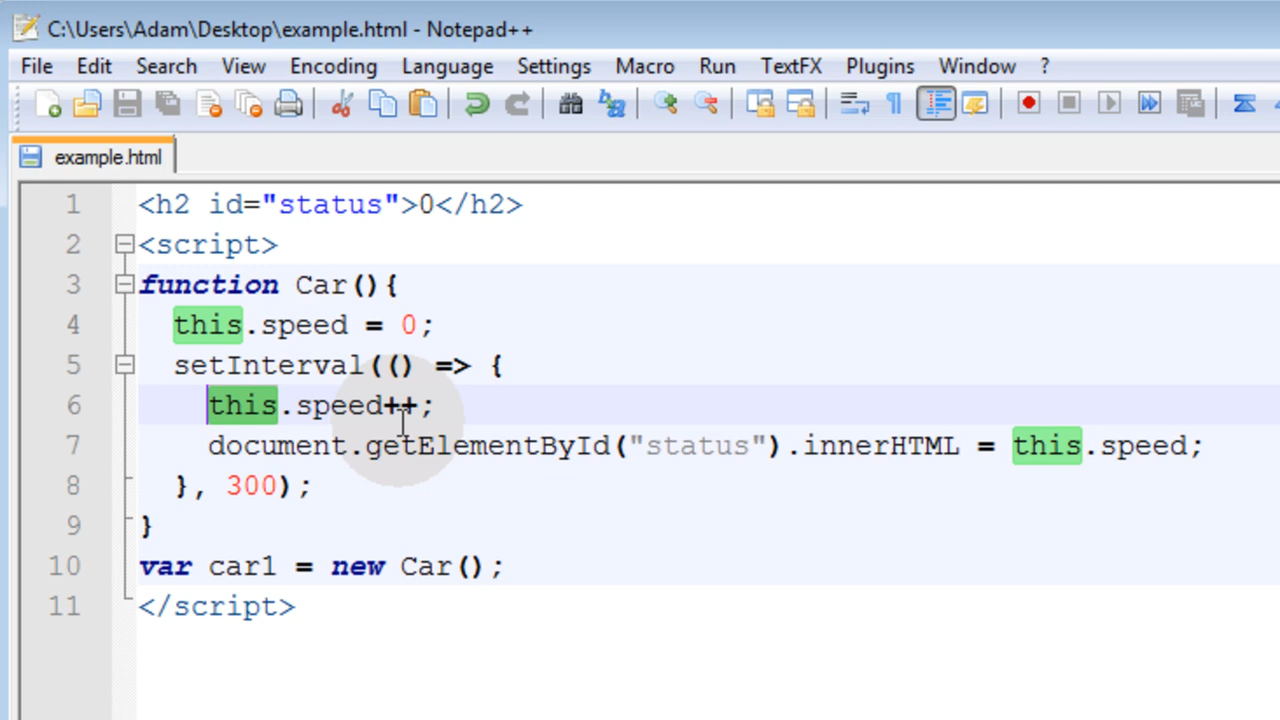 C:\Users\Adam\Desktop\example.html - Notepad++
File Edit Search View Encoding Language Settings Macro Run TextFX Plugins Window ?
example.html
1 <h2 id="status">0</h2>
2 <script>
3 function Car(){
4 this.speed = 0;
5 setInterval(() => {
6 this.speed++;
7 document.getElementById("status").innerHTML = this.speed;
8 }, 300);
9 }
10 var car1 = new Car();
11 </script>